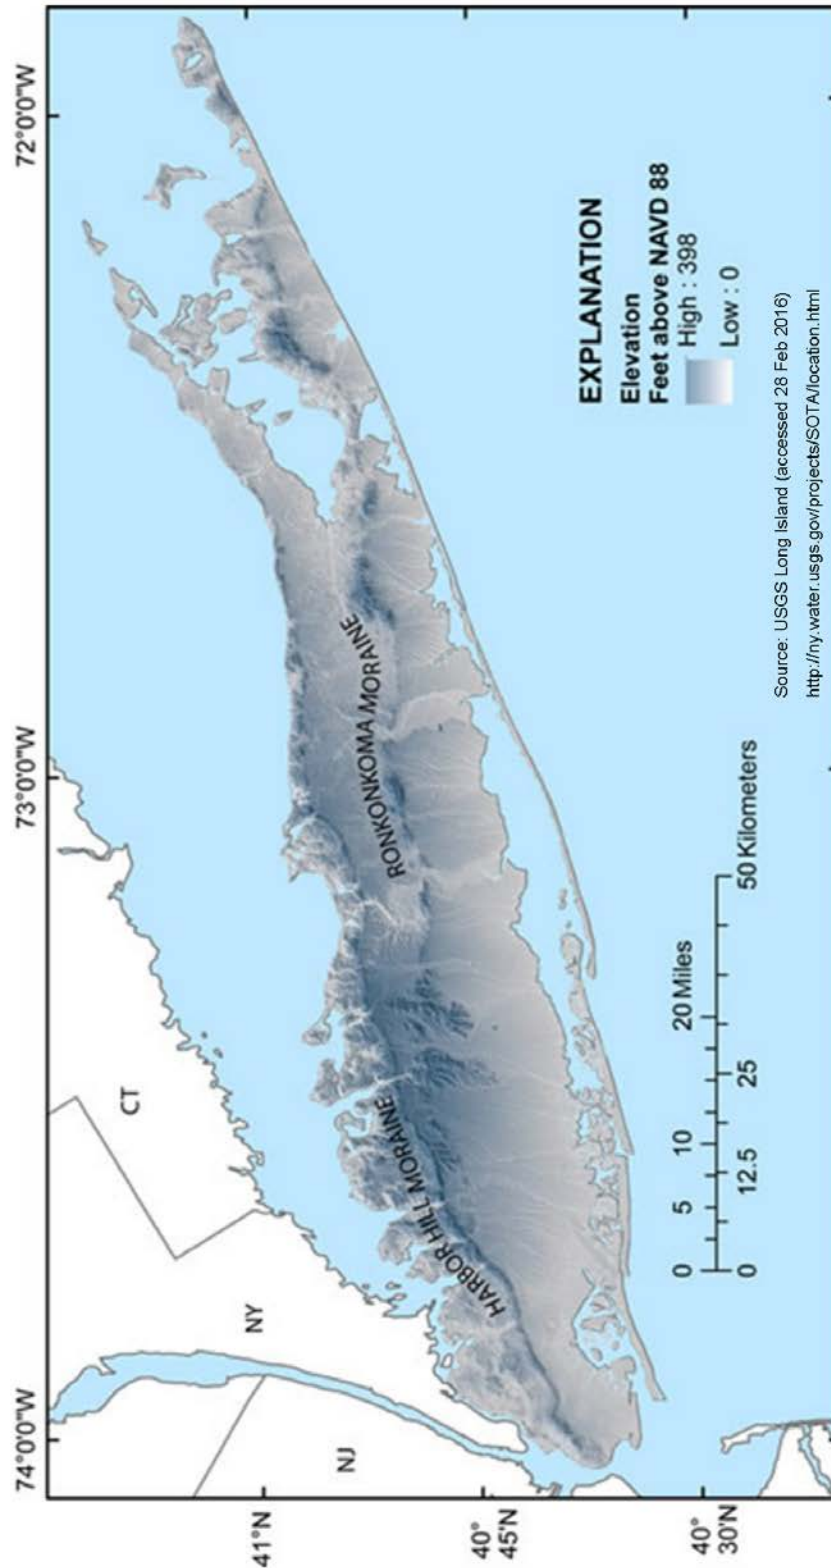 74°0'0"W
73°0'0"W
72°0'0"W
41°N
40°
45'N
40°
30'N
NJ
NY
CT
HARBOR HILL MORAINE
RONKONKOMA MORAINE
0 5 10 20 Miles
0 12.5 25 50 Kilometers
EXPLANATION
Elevation
Feet above NAVD 88
High : 398
Low : 0
Source: USGS Long Island (accessed 28 Feb 2016)
http://ny.water.usgs.gov/projects/SOTA/location.html